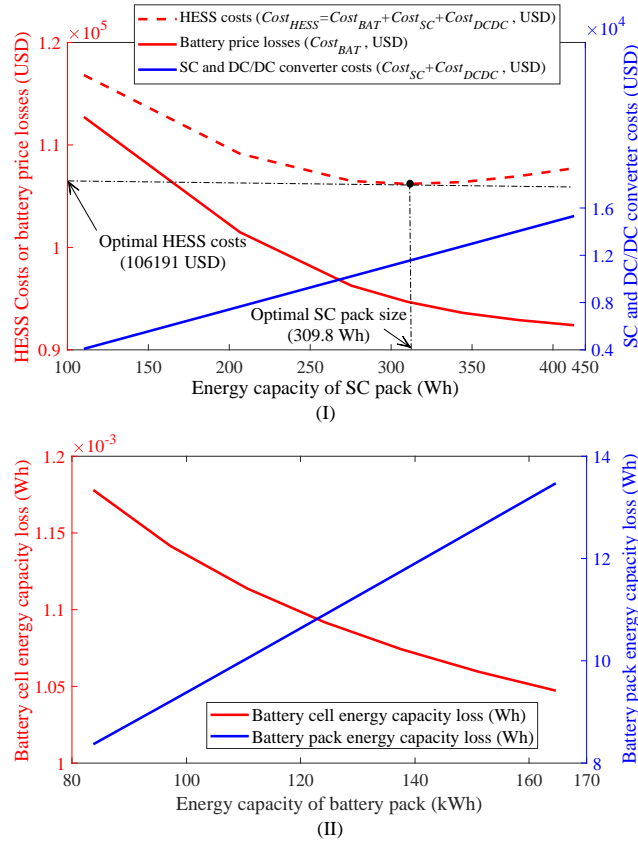 HESS costs (Cost_HESS=Cost_BAT+Cost_SC+Cost_DCDC, USD)
Battery price losses (Cost_BAT, USD)
SC and DC/DC converter costs (Cost_SC+Cost_DCDC, USD)
×10^5
×10^4
1.2
1.1
1
0.9
HESS Costs or battery price losses (USD)
Optimal HESS costs
(106191 USD)
Optimal SC pack size
(309.8 Wh)
1.6
1.2
0.8
0.4
SC and DC/DC converter costs (USD)
100 150 200 250 300 350 400 450
Energy capacity of SC pack (Wh)
(I)
×10^-3
1.2
1.15
1.1
1.05
1
Battery cell energy capacity loss (Wh)
14
12
10
8
Battery pack energy capacity loss (Wh)
Battery cell energy capacity loss (Wh)
Battery pack energy capacity loss (Wh)
80 100 120 140 160 170
Energy capacity of battery pack (kWh)
(II)